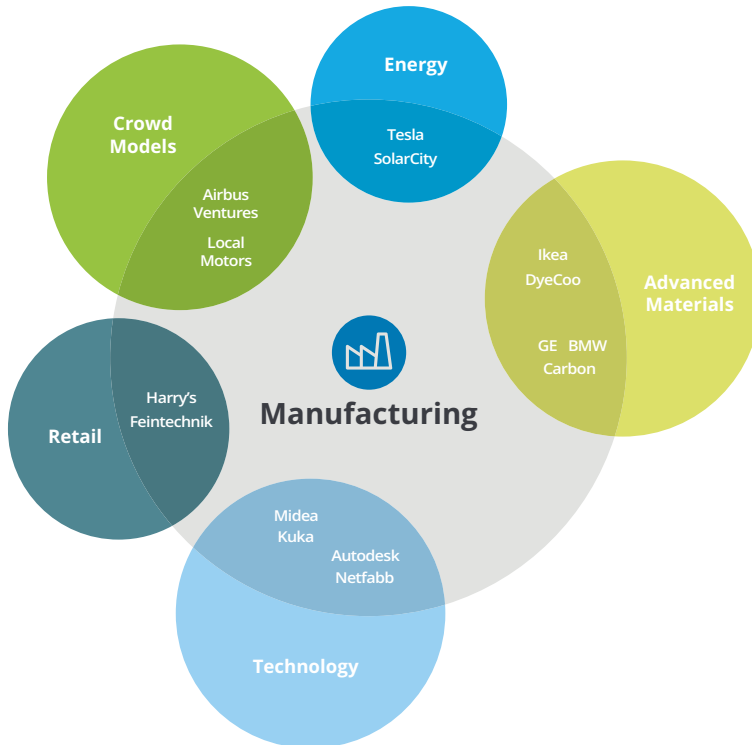 Energy
Tesla
SolarCity
Crowd
Models
Airbus
Ventures
Local
Motors
Ikea
DyeCoo
Advanced
Materials
GE BMW
Carbon
Manufacturing
Harry's
Feintechnik
Retail
Midea
Kuka
Autodesk
Netfabb
Technology